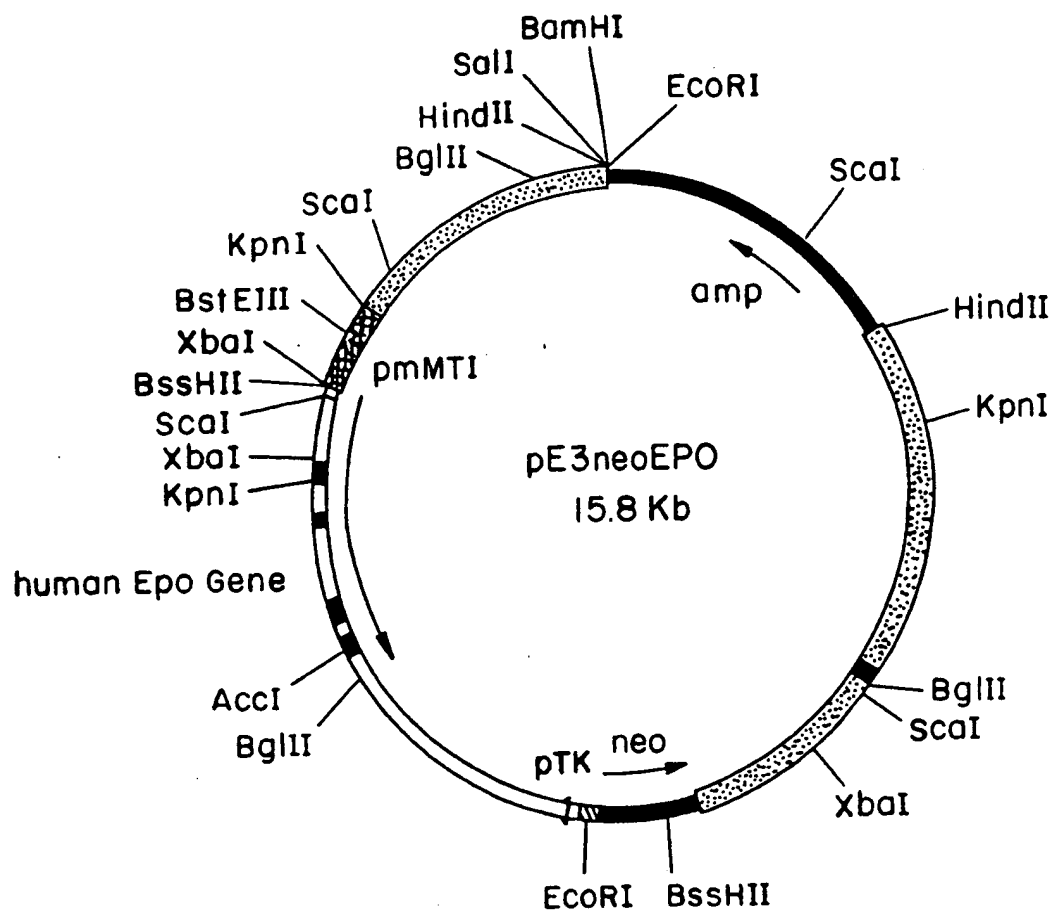 BamHI
SalI
EcoRI
HindII
BglII
ScaI
ScaI
KpnI
BstEIII
XbaI
BssHII
ScaI
XbaI
KpnI
pmMTI
HindII
KpnI
pE3neoEPO
15.8 Kb
amp
human Epo Gene
AccI
BglII
BglII
ScaI
XbaI
pTK neo
EcoRI BssHII